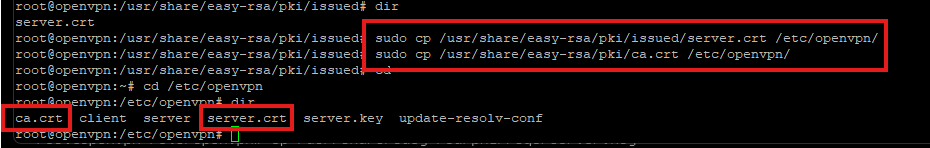 root@openvpn:/usr/share/easy-rsa/pki/issued# dir
server.crt
root@openvpn:/usr/share/easy-rsa/pki/issued# sudo cp /usr/share/easy-rsa/pki/issued/server.crt /etc/openvpn/
root@openvpn:/usr/share/easy-rsa/pki/issued# sudo cp /usr/share/easy-rsa/pki/ca.crt /etc/openvpn/
root@openvpn:/usr/share/easy-rsa/pki/issued# cd
root@openvpn:~# cd /etc/openvpn
root@openvpn:/etc/openvpn# dir
ca.crt client server server.crt server.key update-resolv-conf
root@openvpn:/etc/openvpn#